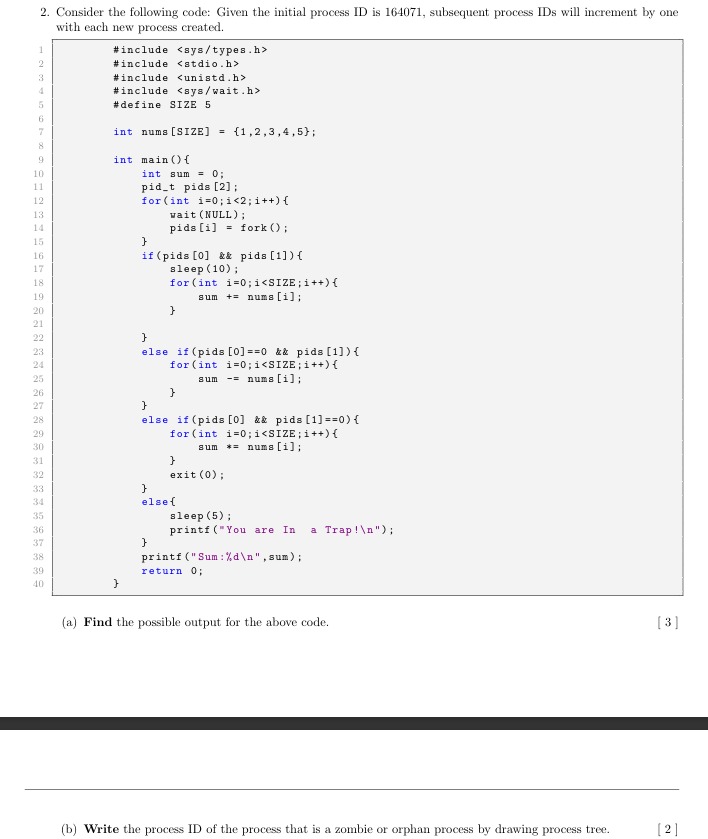 2. Consider the following code: Given the initial process ID is 164071, subsequent process IDs will increment by one
with each new process created.
1 #include <sys/types.h>
2 #include <stdio.h>
3 #include <unistd.h>
4 #include <sys/wait.h>
5 #define SIZE 5
6
7 int nums[SIZE] = {1,2,3,4,5};
8
9 int main(){
10 int sum = 0;
11 pid_t pids[2];
12 for(int i=0;i<2;i++){
13 wait(NULL);
14 pids[i] = fork();
15 }
16 if(pids[0] && pids[1]){
17 sleep(10);
18 for(int i=0;i<SIZE;i++){
19 sum += nums[i];
20 }
21
22 }
23 else if(pids[0]==0 && pids[1]){
24 for(int i=0;i<SIZE;i++){
25 sum -= nums[i];
26 }
27 }
28 else if(pids[0] && pids[1]==0){
29 for(int i=0;i<SIZE;i++){
30 sum *= nums[i];
31 }
32 exit(0);
33 }
34 else{
35 sleep(5);
36 printf("You are In  a Trap!\n");
37 }
38 printf("Sum:%d\n",sum);
39 return 0;
40 }
(a) Find the possible output for the above code. [ 3 ]
(b) Write the process ID of the process that is a zombie or orphan process by drawing process tree. [ 2 ]